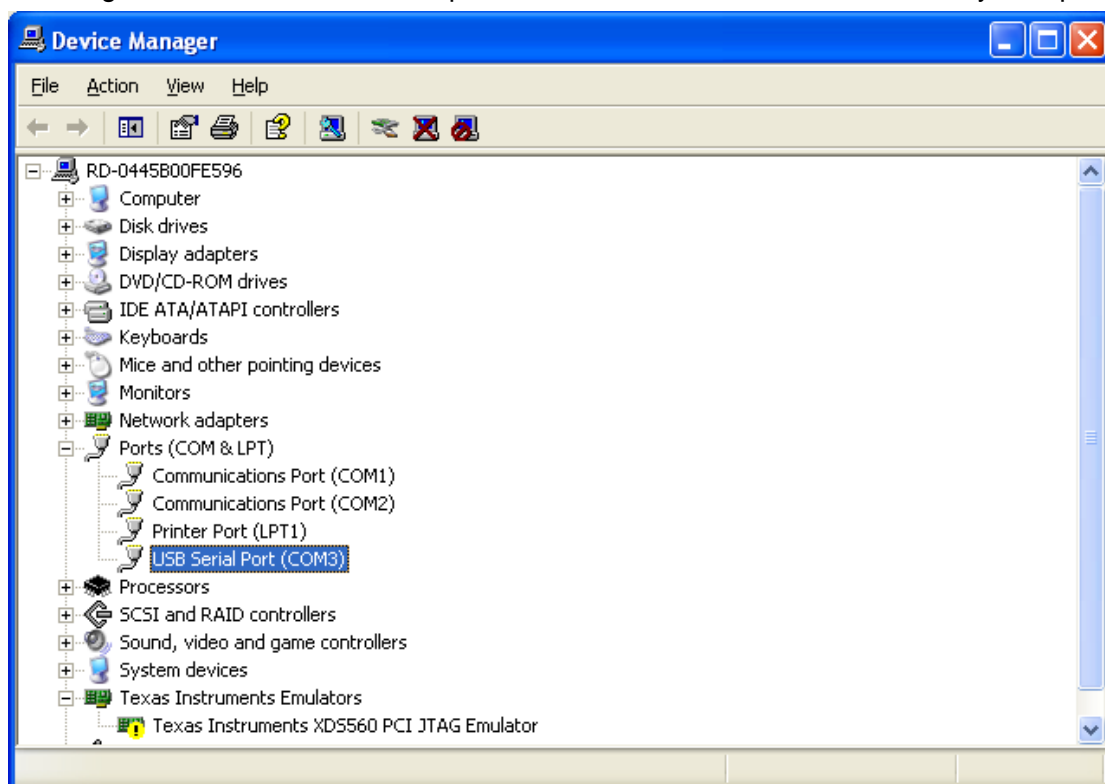 Device Manager
File Action View Help
RD-0445B00FE596
Computer
Disk drives
Display adapters
DVD/CD-ROM drives
IDE ATA/ATAPI controllers
Keyboards
Mice and other pointing devices
Monitors
Network adapters
Ports (COM & LPT)
Communications Port (COM1)
Communications Port (COM2)
Printer Port (LPT1)
USB Serial Port (COM3)
Processors
SCSI and RAID controllers
Sound, video and game controllers
System devices
Texas Instruments Emulators
Texas Instruments XDS560 PCI JTAG Emulator